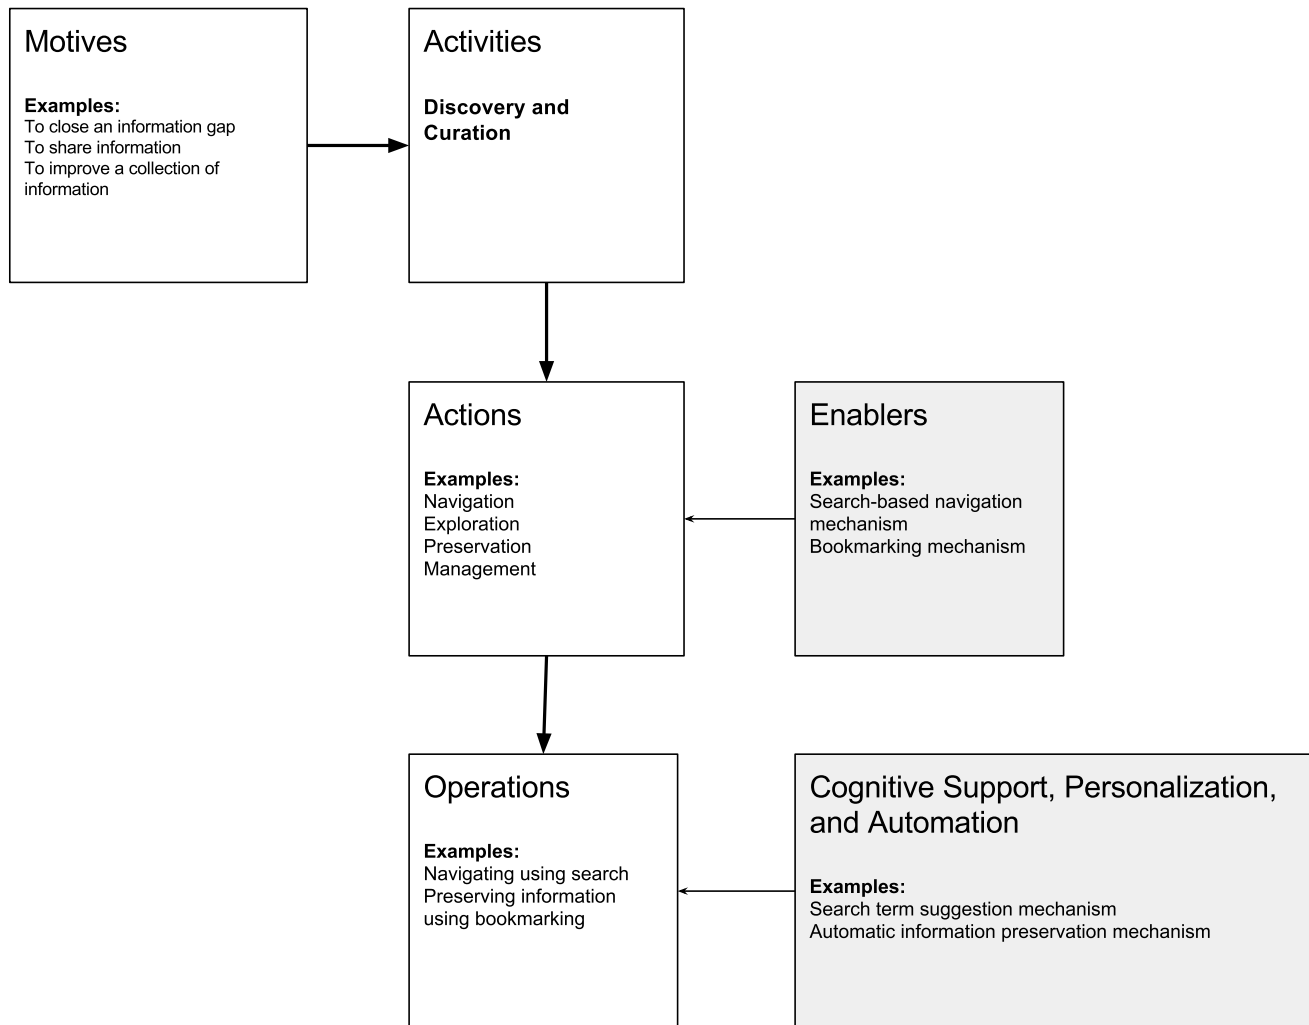 Motives
Examples:
To close an information gap
To share information
To improve a collection of
information
Activities
Discovery and
Curation
Actions
Examples:
Navigation
Exploration
Preservation
Management
Enablers
Examples:
Search-based navigation
mechanism
Bookmarking mechanism
Operations
Examples:
Navigating using search
Preserving information
using bookmarking
Cognitive Support, Personalization,
and Automation
Examples:
Search term suggestion mechanism
Automatic information preservation mechanism